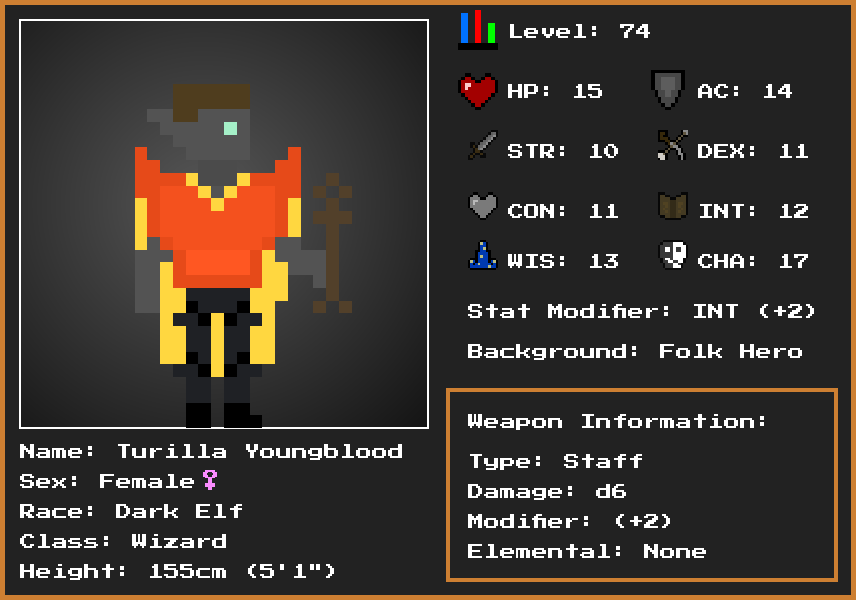 Level: 74
HP: 15
AC: 14
STR: 10
DEX: 11
CON: 11
INT: 12
WIS: 13
CHA: 17
Stat Modifier: INT (+2)
Background: Folk Hero
Weapon Information:
Type: Staff
Damage: d6
Modifier: (+2)
Elemental: None
Name: Turilla Youngblood
Sex: Female♀
Race: Dark Elf
Class: Wizard
Height: 155cm (5'1")